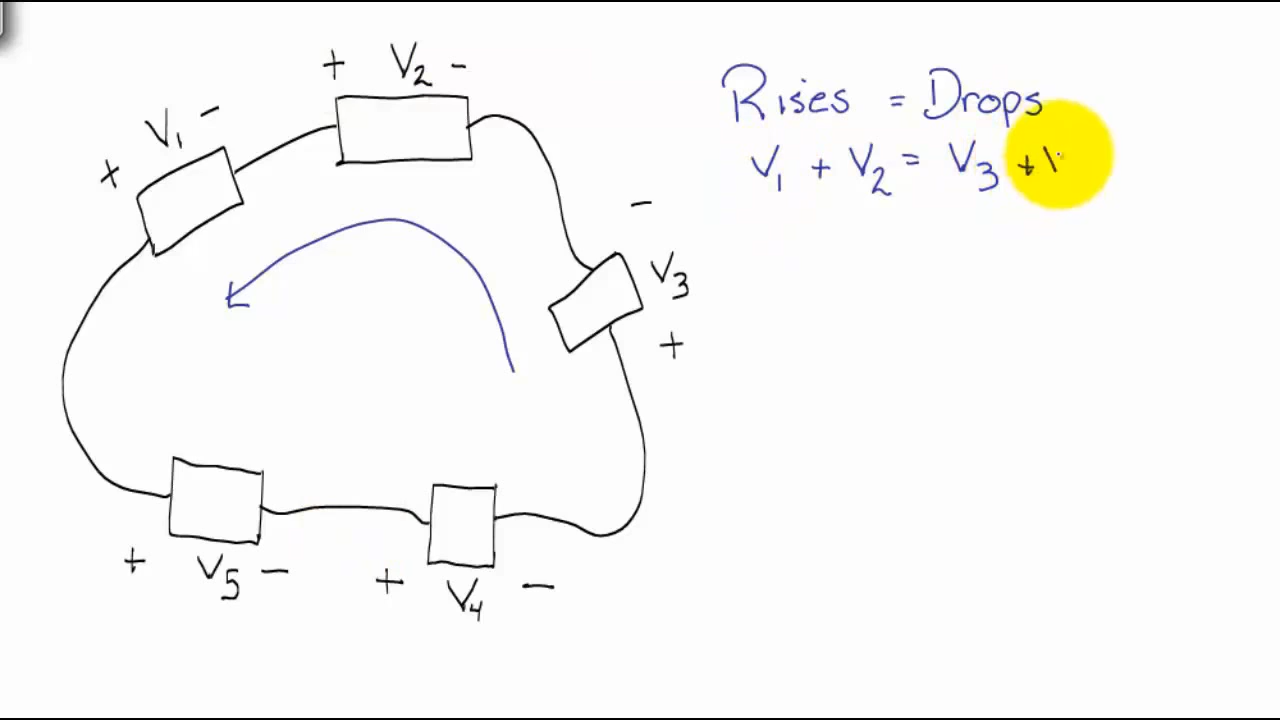 + V2 -
+ V1 -
Rises = Drops
V1 + V2 = V3 + \
-
V3
+
+ V5 -
+ V4 -